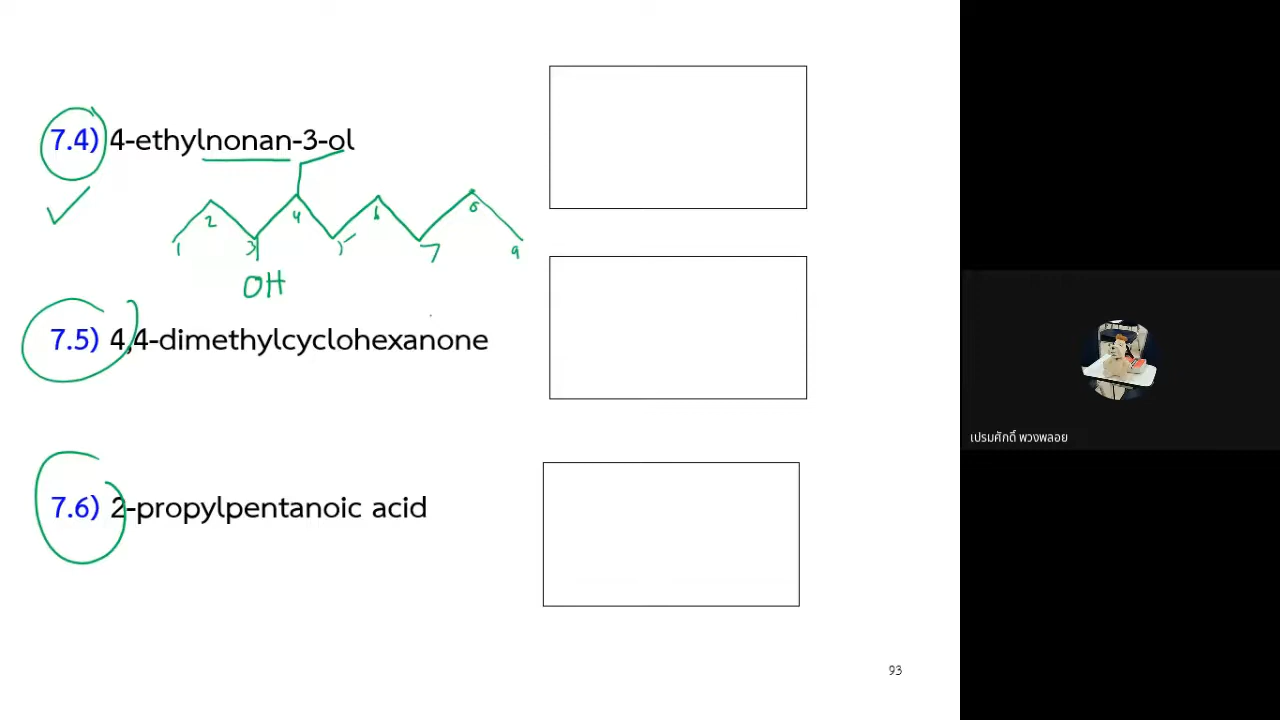 7.4) 4-ethylnonan-3-ol
1 2 3 4 5 6 7 8 9
OH
7.5) 4,4-dimethylcyclohexanone
7.6) 2-propylpentanoic acid
93
เปรมศักดิ์ พวงพลอย